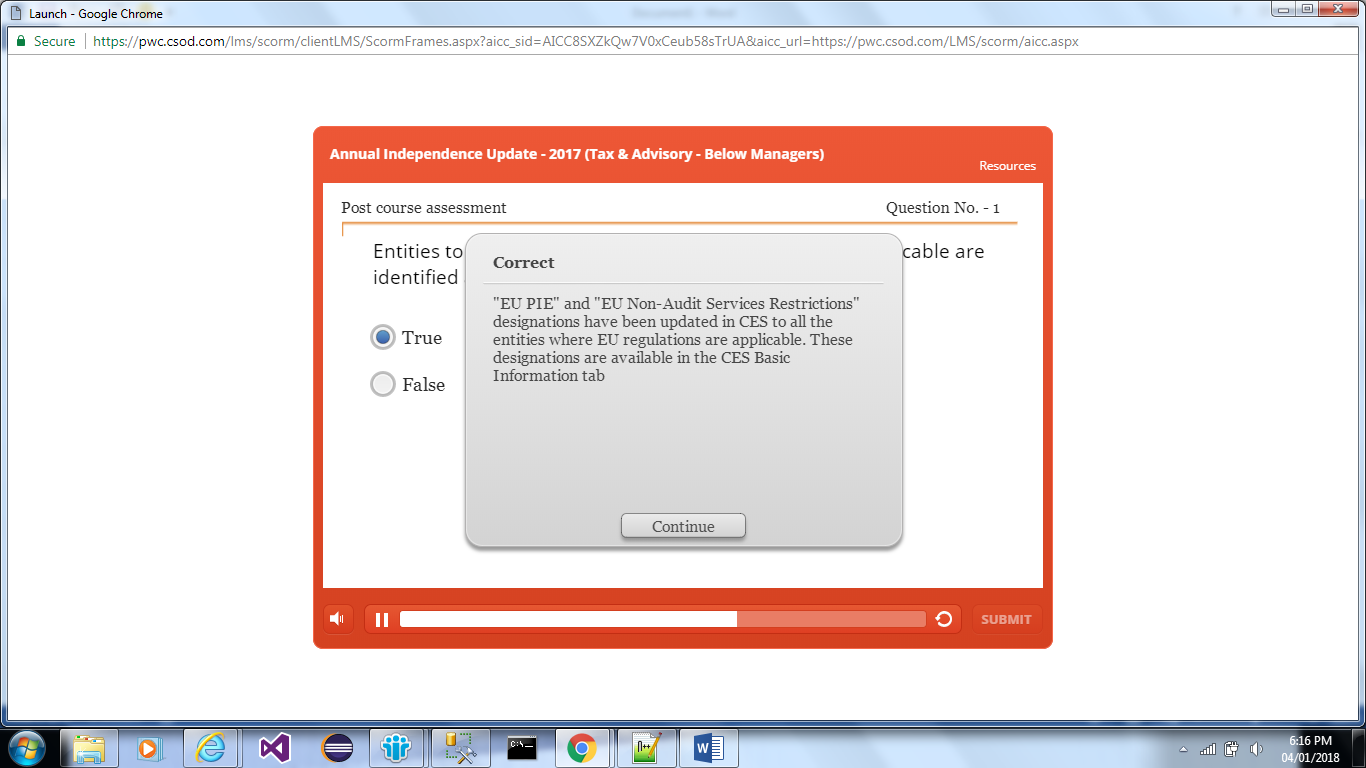 Launch - Google Chrome
Secure https://pwc.csod.com/lms/scorm/clientLMS/ScormFrames.aspx?aicc_sid=AICC8SXZkQw7V0xCeub58sTrUA&aicc_url=https://pwc.csod.com/LMS/scorm/aicc.aspx
Annual Independence Update - 2017 (Tax & Advisory - Below Managers)
Resources
Post course assessment Question No. - 1
Entities to cable are
identified
True
False
Correct
"EU PIE" and "EU Non-Audit Services Restrictions"
designations have been updated in CES to all the
entities where EU regulations are applicable. These
designations are available in the CES Basic
Information tab
Continue
SUBMIT
6:16 PM
04/01/2018